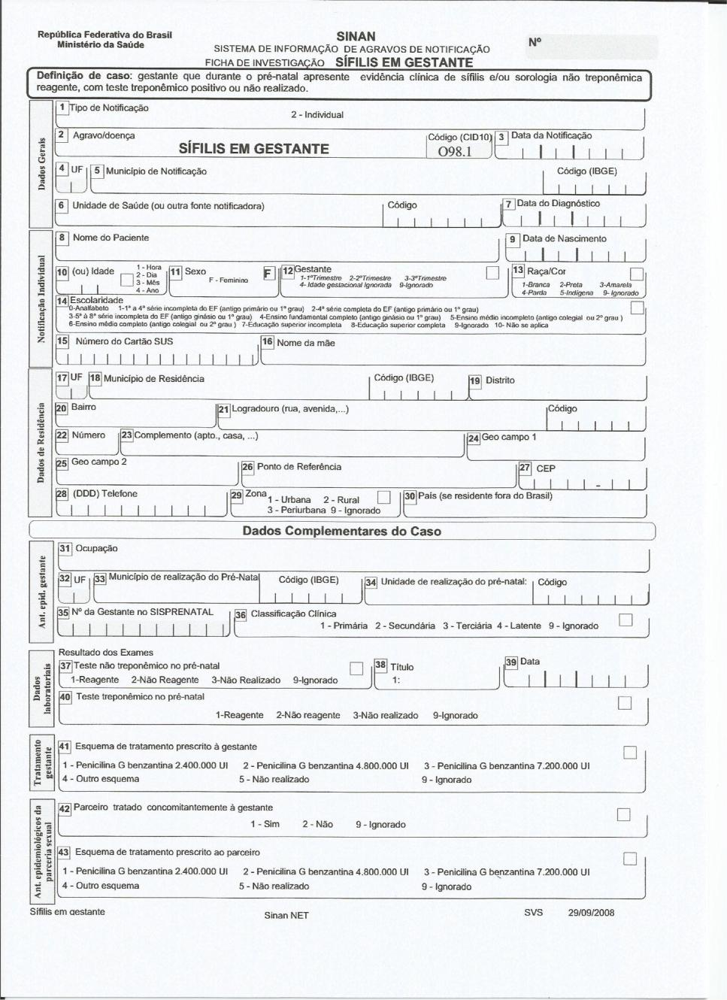 República Federativa do Brasil
Ministério da Saúde
SINAN
SISTEMA DE INFORMAÇÃO DE AGRAVOS DE NOTIFICAÇÃO
FICHA DE INVESTIGAÇÃO SÍFILIS EM GESTANTE
Nº
Definição de caso: gestante que durante o pré-natal apresente evidência clínica de sífilis e/ou sorologia não treponêmica
reagente, com teste treponêmico positivo ou não realizado.
Dados Gerais
1 Tipo de Notificação
2 - Individual
2 Agravo/doença
SÍFILIS EM GESTANTE
Código (CID10)
O98.1
3 Data da Notificação
4 UF
5 Município de Notificação
Código (IBGE)
6 Unidade de Saúde (ou outra fonte notificadora)
Código
7 Data do Diagnóstico
Notificação Individual
8 Nome do Paciente
9 Data de Nascimento
10 (ou) Idade
1 - Hora
2 - Dia
3 - Mês
4 - Ano
11 Sexo
F - Feminino
F
12 Gestante
1-1ºTrimestre 2-2ºTrimestre 3-3ºTrimestre
4- Idade gestacional Ignorada 9-Ignorado
13 Raça/Cor
1-Branca 2-Preta 3-Amarela
4-Parda 5-Indígena 9- Ignorado
14 Escolaridade
0-Analfabeto 1-1ª a 4ª série incompleta do EF (antigo primário ou 1º grau) 2-4ª série completa do EF (antigo primário ou 1º grau)
3-5ª à 8ª série incompleta do EF (antigo ginásio ou 1º grau) 4-Ensino fundamental completo (antigo ginásio ou 1º grau) 5-Ensino médio incompleto (antigo colegial ou 2º grau )
6-Ensino médio completo (antigo colegial ou 2º grau ) 7-Educação superior incompleta 8-Educação superior completa 9-Ignorado 10- Não se aplica
15 Número do Cartão SUS
16 Nome da mãe
Dados de Residência
17 UF
18 Município de Residência
Código (IBGE)
19 Distrito
20 Bairro
21 Logradouro (rua, avenida,...)
Código
22 Número
23 Complemento (apto., casa, ...)
24 Geo campo 1
25 Geo campo 2
26 Ponto de Referência
27 CEP
-
28 (DDD) Telefone
29 Zona
1 - Urbana 2 - Rural
3 - Periurbana 9 - Ignorado
30 País (se residente fora do Brasil)
Dados Complementares do Caso
Ant. epid. gestante
31 Ocupação
32 UF
33 Município de realização do Pré-Natal
Código (IBGE)
34 Unidade de realização do pré-natal:
Código
35 Nº da Gestante no SISPRENATAL
36 Classificação Clínica
1 - Primária 2 - Secundária 3 - Terciária 4 - Latente 9 - Ignorado
Dados
laboratoriais
Resultado dos Exames
37 Teste não treponêmico no pré-natal
1-Reagente 2-Não Reagente 3-Não Realizado 9-Ignorado
38 Título
1:
39 Data
40 Teste treponêmico no pré-natal
1-Reagente 2-Não reagente 3-Não realizado 9-Ignorado
Tratamento
gestante
41 Esquema de tratamento prescrito à gestante
1 - Penicilina G benzantina 2.400.000 UI 2 - Penicilina G benzantina 4.800.000 UI 3 - Penicilina G benzantina 7.200.000 UI
4 - Outro esquema 5 - Não realizado 9 - Ignorado
Ant. epidemiológicos da
parceria sexual
42 Parceiro tratado concomitantemente à gestante
1 - Sim 2 - Não 9 - Ignorado
43 Esquema de tratamento prescrito ao parceiro
1 - Penicilina G benzantina 2.400.000 UI 2 - Penicilina G benzantina 4.800.000 UI 3 - Penicilina G benzantina 7.200.000 UI
4 - Outro esquema 5 - Não realizado 9 - Ignorado
Sífilis em gestante
Sinan NET
SVS 29/09/2008